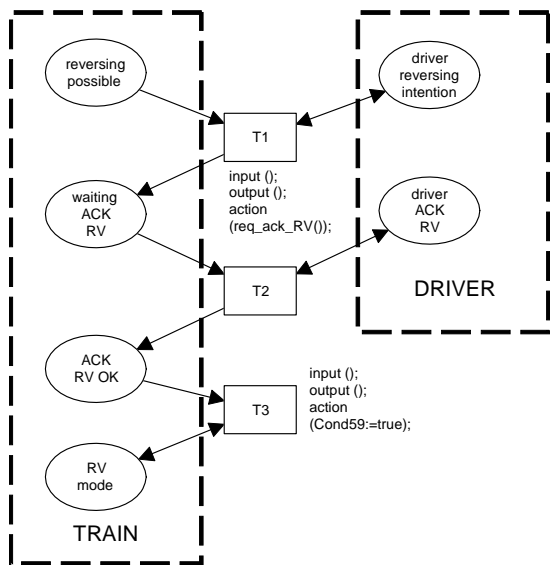 reversing
possible
driver
reversing
intention
T1
input ();
output ();
action
(req_ack_RV());
waiting
ACK
RV
driver
ACK
RV
T2
DRIVER
ACK
RV OK
T3
input ();
output ();
action
(Cond59:=true);
RV
mode
TRAIN